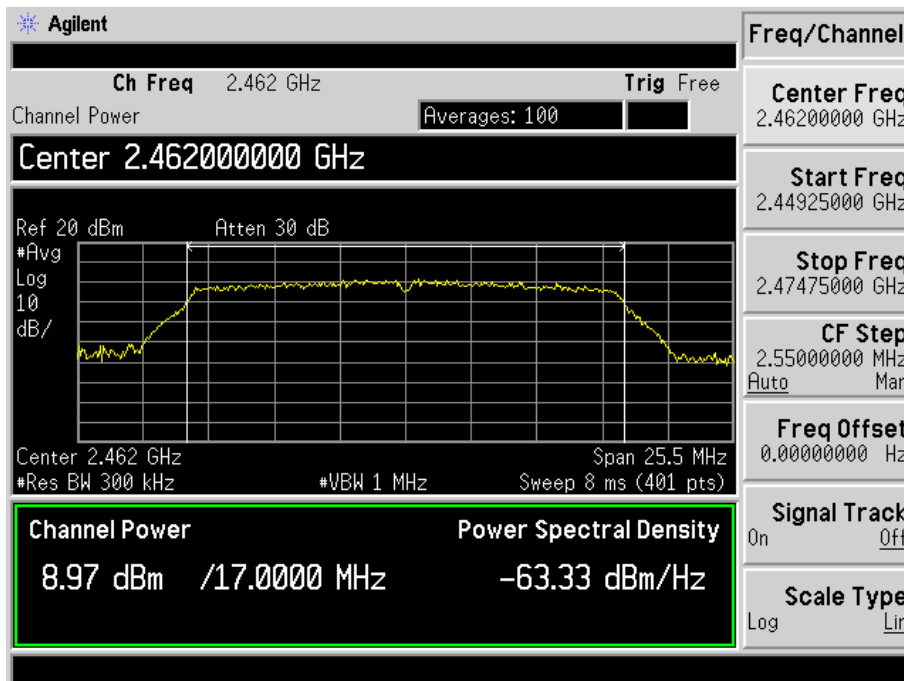 Agilent
Freq/Channel
Ch Freq 2.462 GHz Trig Free
Channel Power Averages: 100
Center 2.462000000 GHz
Ref 20 dBm Atten 30 dB
#Avg
Log
10
dB/
Center 2.462 GHz Span 25.5 MHz
#Res BW 300 kHz #VBW 1 MHz Sweep 8 ms (401 pts)
Channel Power Power Spectral Density
8.97 dBm /17.0000 MHz -63.33 dBm/Hz
Center Freq
2.46200000 GHz
Start Freq
2.44925000 GHz
Stop Freq
2.47475000 GHz
CF Step
2.55000000 MHz
Auto Man
Freq Offset
0.00000000 Hz
Signal Track
On Off
Scale Type
Log Lin